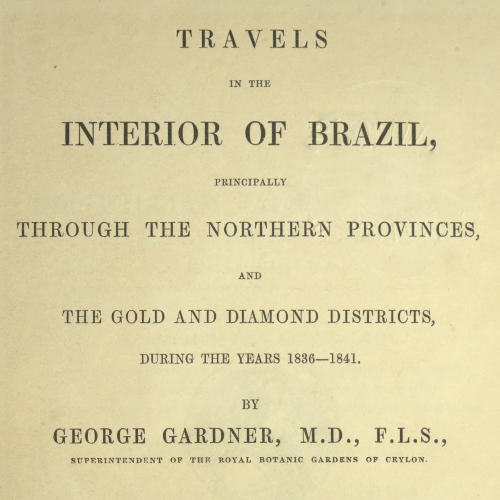 TRAVELS
IN THE
INTERIOR OF BRAZIL,
PRINCIPALLY
THROUGH THE NORTHERN PROVINCES,
AND
THE GOLD AND DIAMOND DISTRICTS,
DURING THE YEARS 1836—1841.
BY
GEORGE GARDNER, M.D., F.L.S.,
SUPERINTENDENT OF THE ROYAL BOTANIC GARDENS OF CEYLON.